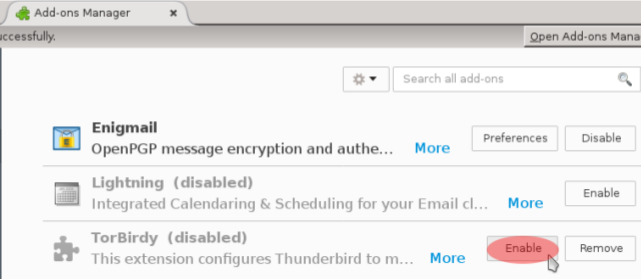 Add-ons Manager ×
uccessfully. Open Add-ons Mana
Search all add-ons
Enigmail
OpenPGP message encryption and authe... More Preferences Disable
Lightning (disabled)
Integrated Calendaring & Scheduling for your Email cl... More Enable
TorBirdy (disabled)
This extension configures Thunderbird to m... More Enable Remove